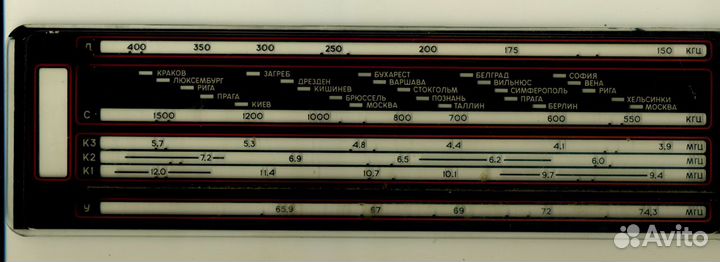 Д 400 350 300 250 200 175 150 КГЦ
КРАКОВ ЗАГРЕБ БУХАРЕСТ БЕЛГРАД СОФИЯ
ЛЮКСЕМБУРГ ДРЕЗДЕН ВАРШАВА ВИЛЬНЮС ВЕНА
РИГА КИШИНЕВ СТОКГОЛЬМ СИМФЕРОПОЛЬ РИГА
ПРАГА БРЮССЕЛЬ ПОЗНАНЬ ПРАГА ХЕЛЬСИНКИ
КИЕВ МОСКВА ТАЛЛИН БЕРЛИН МОСКВА
С 1500 1200 1000 800 700 600 550 КГЦ
К3 5,7 5.3 4,8 4,4 4,1 3,9 МГЦ
К2 7.2 6.9 6,5 6.2 6,0 МГЦ
К1 12.0 11.4 10,7 10.1 9.7 9.4 МГЦ
У 65,9 67 69 72 74,3 МГЦ
Avito